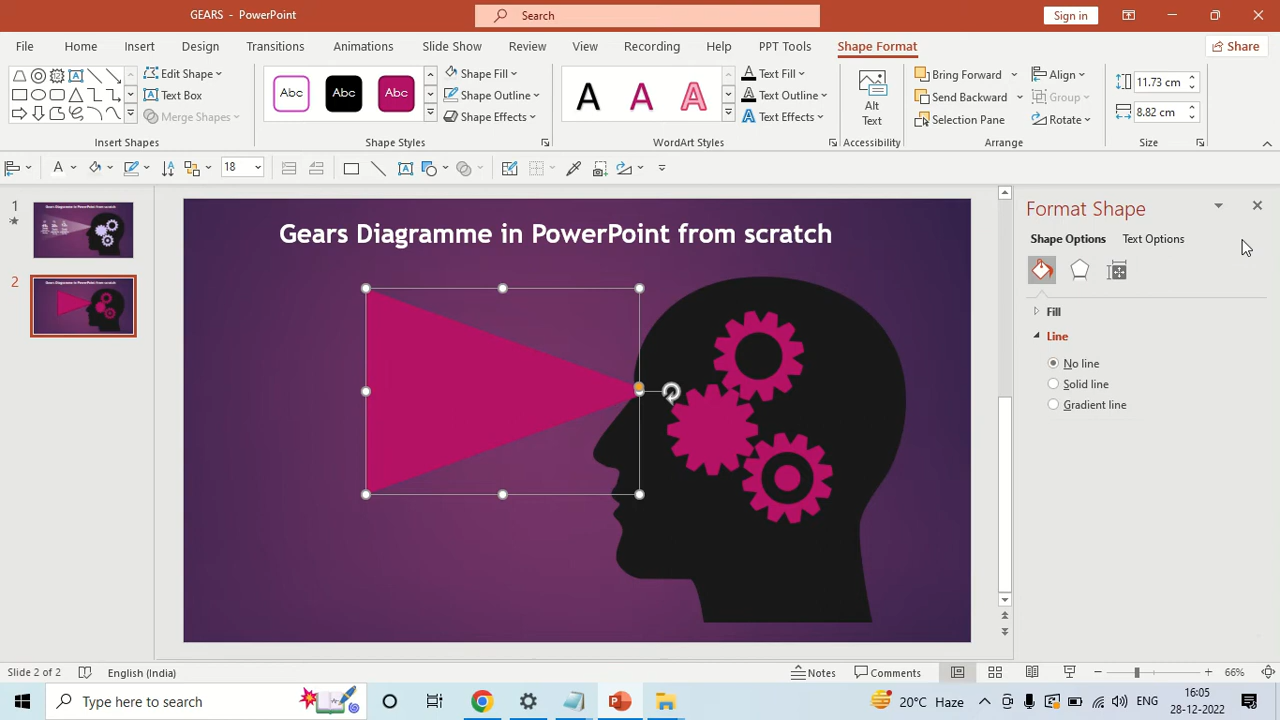 GEARS - PowerPoint
Search
Sign in
File Home Insert Design Transitions Animations Slide Show Review View Recording Help PPT Tools Shape Format Share
Edit Shape
Text Box
Merge Shapes
Insert Shapes
Abc Abc Abc
Shape Fill
Shape Outline
Shape Effects
Shape Styles
A A A
Text Fill
Text Outline
Text Effects
WordArt Styles
Alt
Text
Accessibility
Bring Forward
Send Backward
Selection Pane
Align
Group
Rotate
Arrange
11.73 cm
8.82 cm
Size
18
1
2
Gears Diagramme in PowerPoint from scratch
Format Shape
Shape Options Text Options
Fill
Line
No line
Solid line
Gradient line
Slide 2 of 2 English (India) Notes Comments 66%
Type here to search
20°C Haze
ENG
16:05
28-12-2022